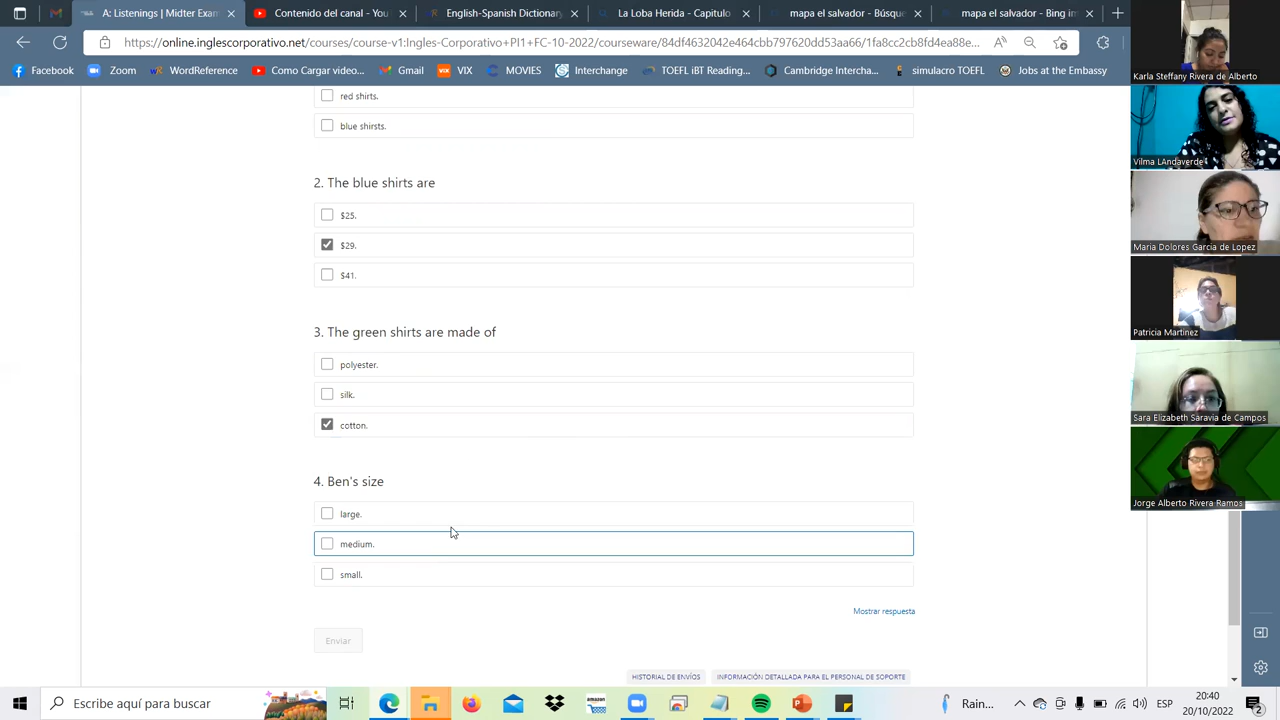 A: Listenings | Midter Exam
Contenido del canal - You
English-Spanish Dictionary
La Loba Herida - Capítulo
mapa el salvador - Búsque
mapa el salvador - Bing im
https://online.inglescorporativo.net/courses/course-v1:Ingles-Corporativo+PI1+FC-10-2022/courseware/84df4632042e464cbb797620dd53aa66/1fa8cc2cb8fd4ea88e...
Facebook
Zoom
WordReference
Como Cargar video...
Gmail
VIX
COURSES
Interchange
TOEFL iBT Reading...
Cambridge Intercha...
simulacro TOEFL
Jobs at the Embassy
Karla Steffany Rivera de Alberto
Vilma LAndaverde
Maria Dolores Garcia de Lopez
Patricia Martinez
Sara Elizabeth Saravia de Campos
Jorge Alberto Rivera Ramos
red shirts.
blue shirsts.
2. The blue shirts are
$25.
$29.
$41.
3. The green shirts are made of
polyester.
silk.
cotton.
4. Ben's size
large.
medium.
small.
Mostrar respuesta
Enviar
HISTORIAL DE ENVÍOS
INFORMACIÓN DETALLADA PARA EL PERSONAL DE SOPORTE
Escribe aquí para buscar
amazon
Rain...
ESP
20:40
20/10/2022
2